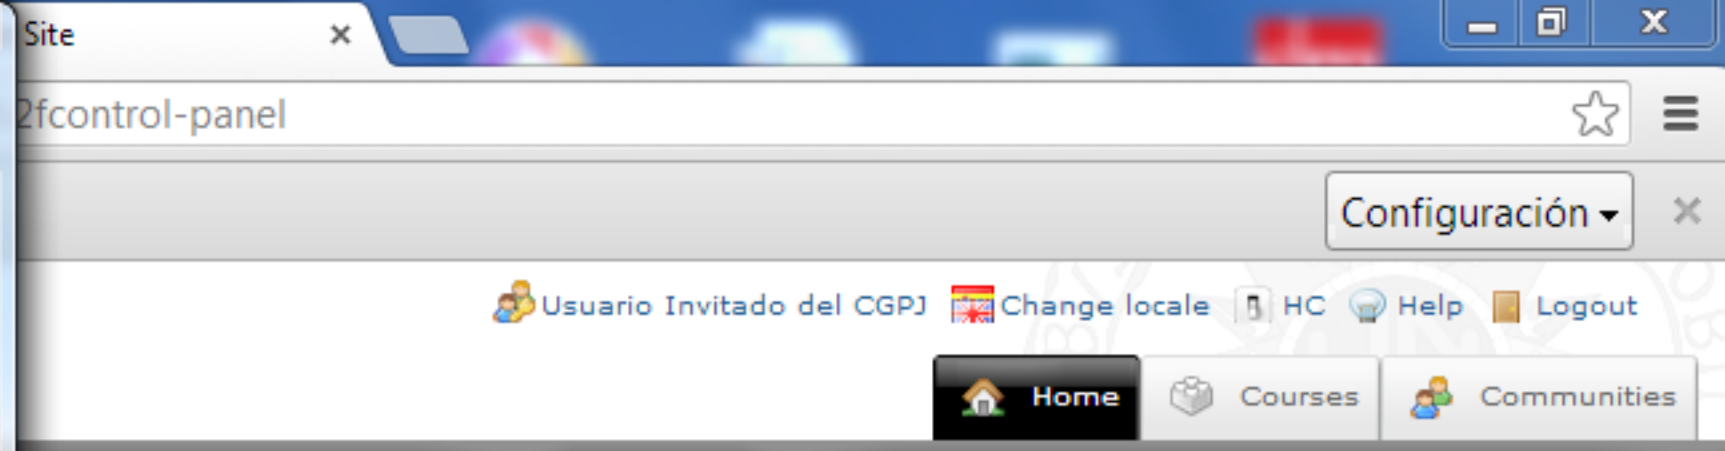 Site
2fcontrol-panel
Configuración
Usuario Invitado del CGPJ Change locale HC Help Logout
Home Courses Communities